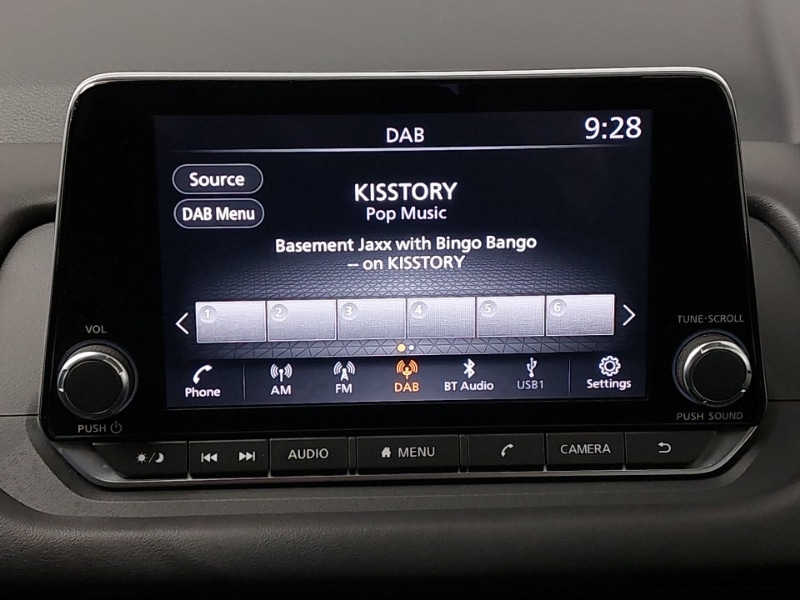 DAB
9:28
Source
KISSTORY
DAB Menu
Pop Music
Basement Jaxx with Bingo Bango
-- on KISSTORY
1 2 3 4 5 6
VOL
TUNE·SCROLL
Phone
AM
FM
DAB
BT Audio
USB1
Settings
PUSH
PUSH SOUND
AUDIO
MENU
CAMERA